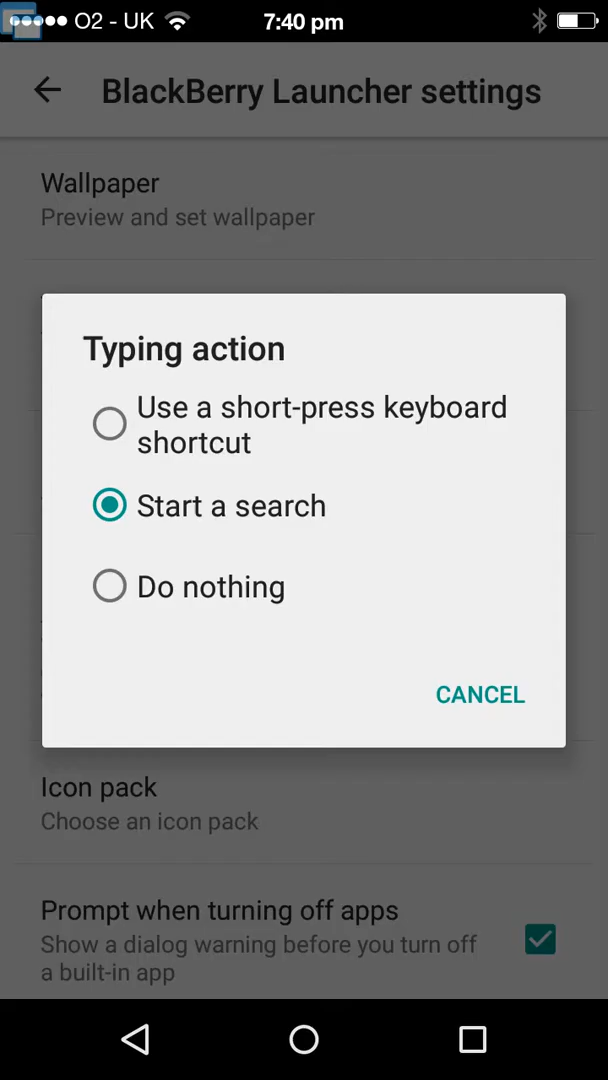 O2 - UK 7:40 pm
BlackBerry Launcher settings
Wallpaper
Preview and set wallpaper
Typing action
Use a short-press keyboard
shortcut
Start a search
Do nothing
CANCEL
Icon pack
Choose an icon pack
Prompt when turning off apps
Show a dialog warning before you turn off
a built-in app